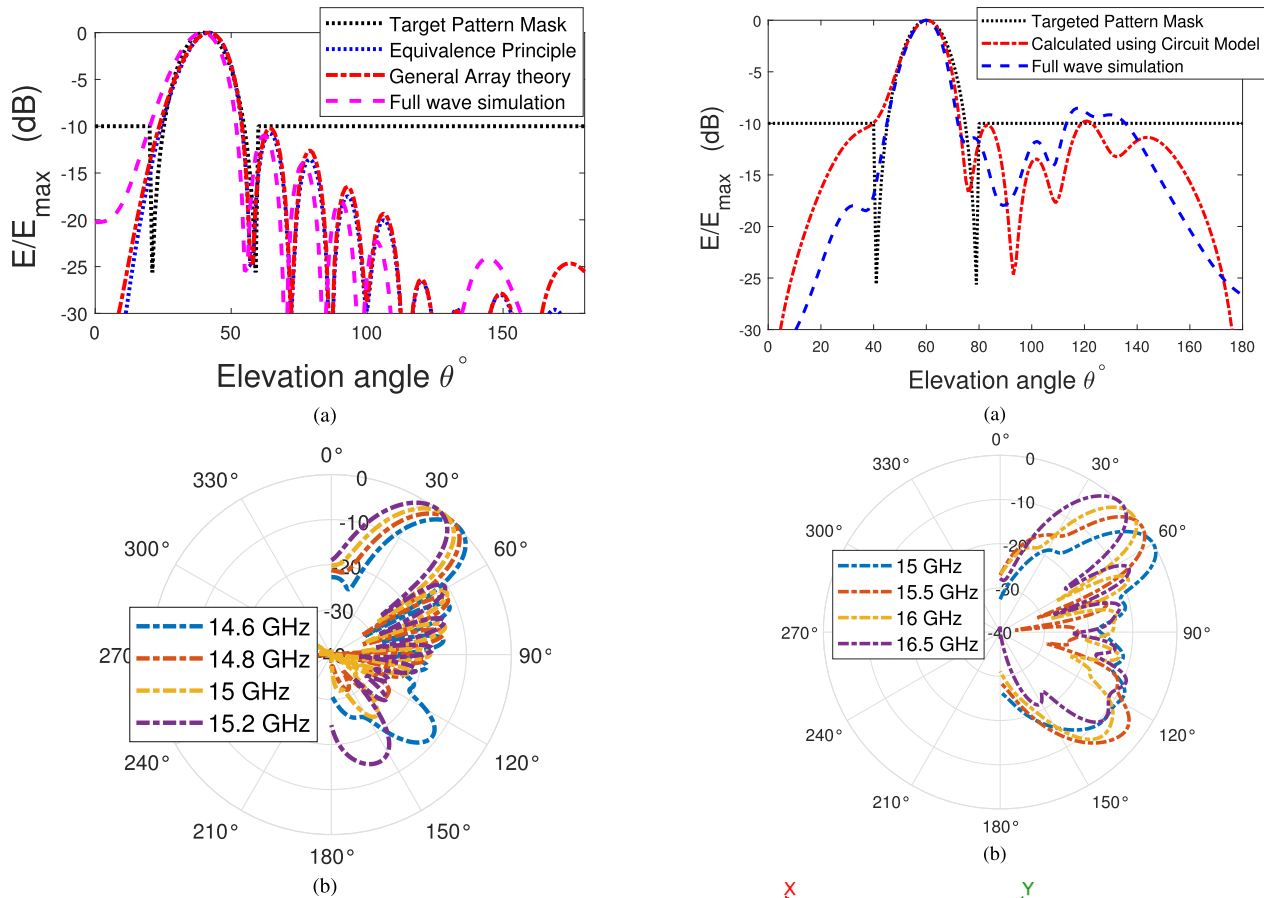 0
-5
-10
-15
-20
-25
-30
E/E_max (dB)
Target Pattern Mask
Equivalence Principle
General Array theory
Full wave simulation
0 50 100 150
Elevation angle θ°
(a)
0
-5
-10
-15
-20
-25
-30
E/E_max (dB)
Targeted Pattern Mask
Calculated using Circuit Model
Full wave simulation
0 20 40 60 80 100 120 140 160 180
Elevation angle θ°
(a)
0°
330° 0 30°
-10
300° 60°
-20
-30
14.6 GHz
14.8 GHz
15 GHz
15.2 GHz
90°
240° 120°
210° 150°
180°
(b)
0°
330° 0 30°
-10
300° 60°
-20
-30
15 GHz
15.5 GHz
16 GHz
16.5 GHz
270° -40 90°
240° 120°
210° 150°
180°
(b)
X Y